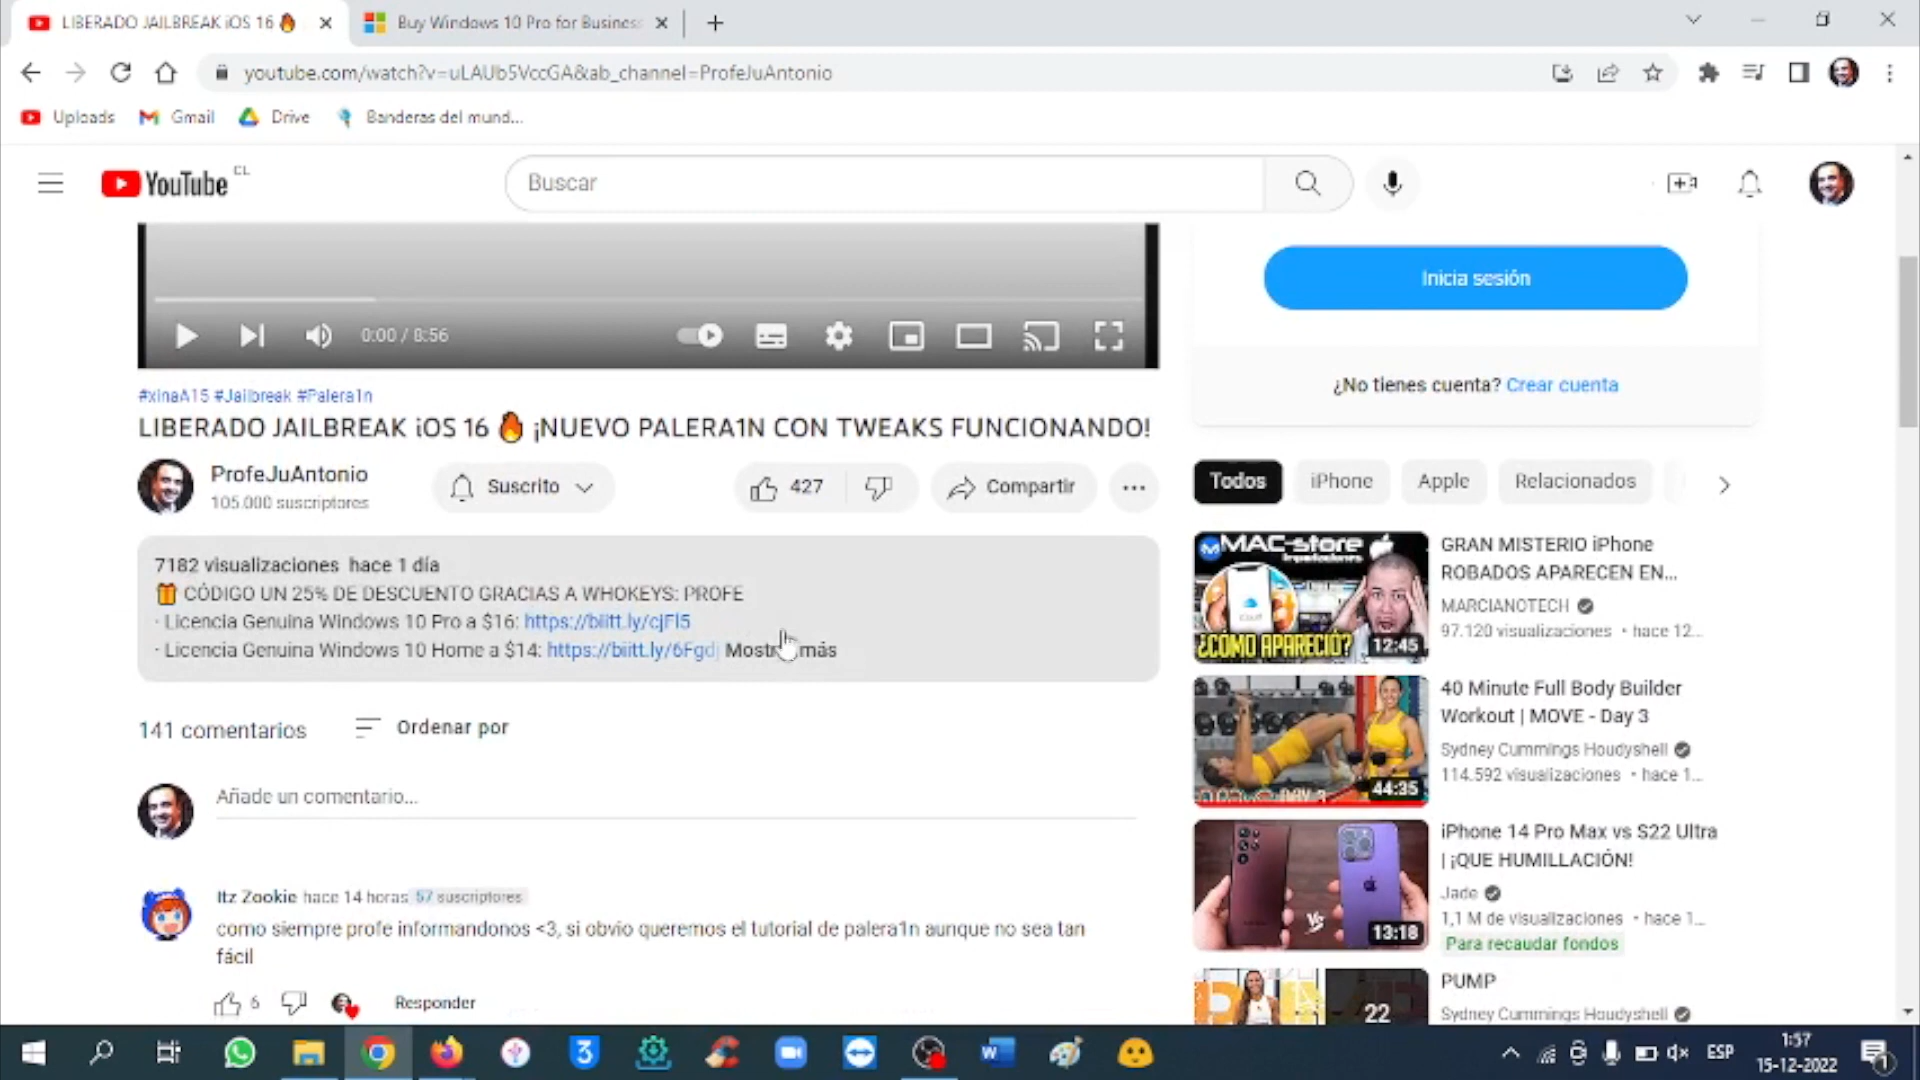 LIBERADO JAILBREAK iOS 16
Buy Windows 10 Pro for Business
youtube.com/watch?v=uLAUb5VccGA&ab_channel=ProfeJuAntonio
Uploads
Gmail
Drive
Banderas del mund...
YouTube CL
Buscar
0:00 / 8:56
#xinaA15 #Jailbreak #Palera1n
LIBERADO JAILBREAK iOS 16 🔥 ¡NUEVO PALERA1N CON TWEAKS FUNCIONANDO!
ProfeJuAntonio
105.000 suscriptores
Suscrito
427
Compartir
7182 visualizaciones hace 1 día
🎁 CÓDIGO UN 25% DE DESCUENTO GRACIAS A WHOKEYS: PROFE
· Licencia Genuina Windows 10 Pro a $16: https://biitt.ly/cjFl5
· Licencia Genuina Windows 10 Home a $14: https://biitt.ly/6Fgdj Mostrar más
141 comentarios
Ordenar por
Añade un comentario...
Itz Zookie hace 14 horas 57 suscriptores
como siempre profe informandonos <3, si obvio queremos el tutorial de palera1n aunque no sea tan
fácil
6
Responder
Inicia sesión
¿No tienes cuenta? Crear cuenta
Todos
iPhone
Apple
Relacionados
MAC-store
¿CÓMO APARECIÓ?
12:45
GRAN MISTERIO iPhone
ROBADOS APARECEN EN...
MARCIANOTECH
97.120 visualizaciones • hace 12...
44:35
40 Minute Full Body Builder
Workout | MOVE - Day 3
Sydney Cummings Houdyshell
114.592 visualizaciones • hace 1...
VS
13:18
iPhone 14 Pro Max vs S22 Ultra
| ¡QUE HUMILLACIÓN!
Jade
1,1 M de visualizaciones • hace 1...
Para recaudar fondos
22
PUMP
Sydney Cummings Houdyshell
ESP
1:57
15-12-2022
1